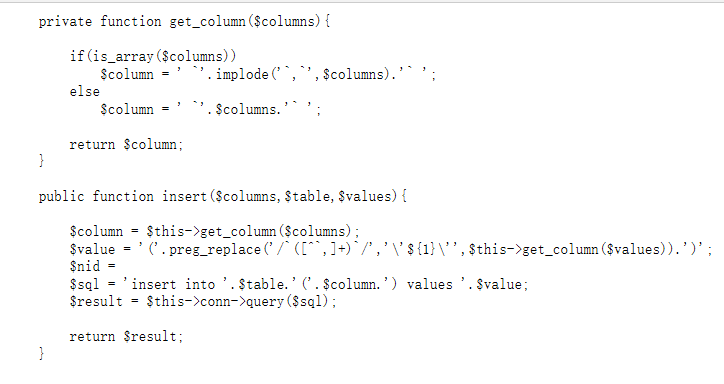 private function get_column($columns){
if(is_array($columns))
$column = ' `'.implode('`,`',$columns).'` ';
else
$column = ' `'.$columns.'` ';
return $column;
}
public function insert($columns,$table,$values){
$column = $this->get_column($columns);
$value = '('.preg_replace('/`([^`,]+)`/','\'${1}\'',$this->get_column($values)).')';
$nid =
$sql = 'insert into '.$table.'('.$column.') values '.$value;
$result = $this->conn->query($sql);
return $result;
}